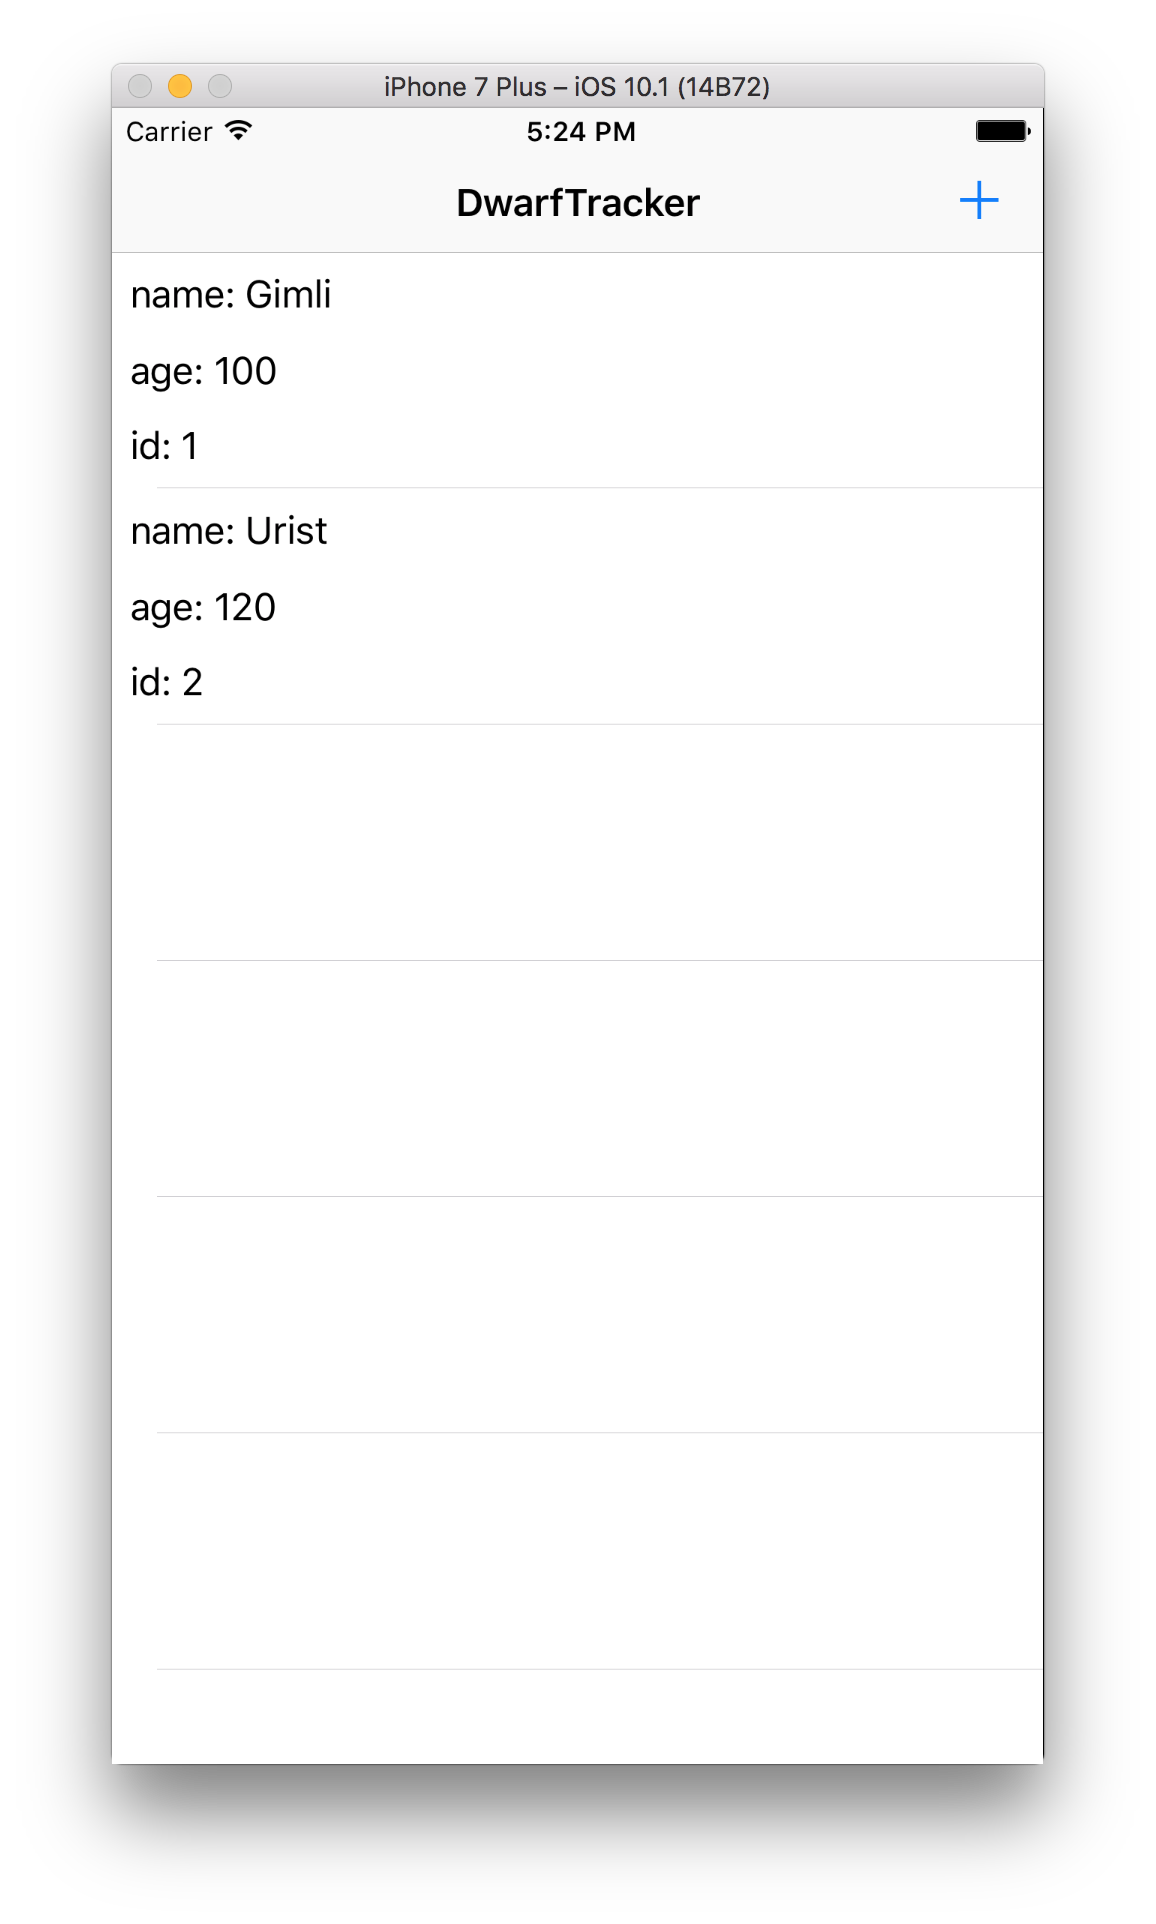 iPhone 7 Plus – iOS 10.1 (14B72)
Carrier 5:24 PM
DwarfTracker
name: Gimli
age: 100
id: 1
name: Urist
age: 120
id: 2